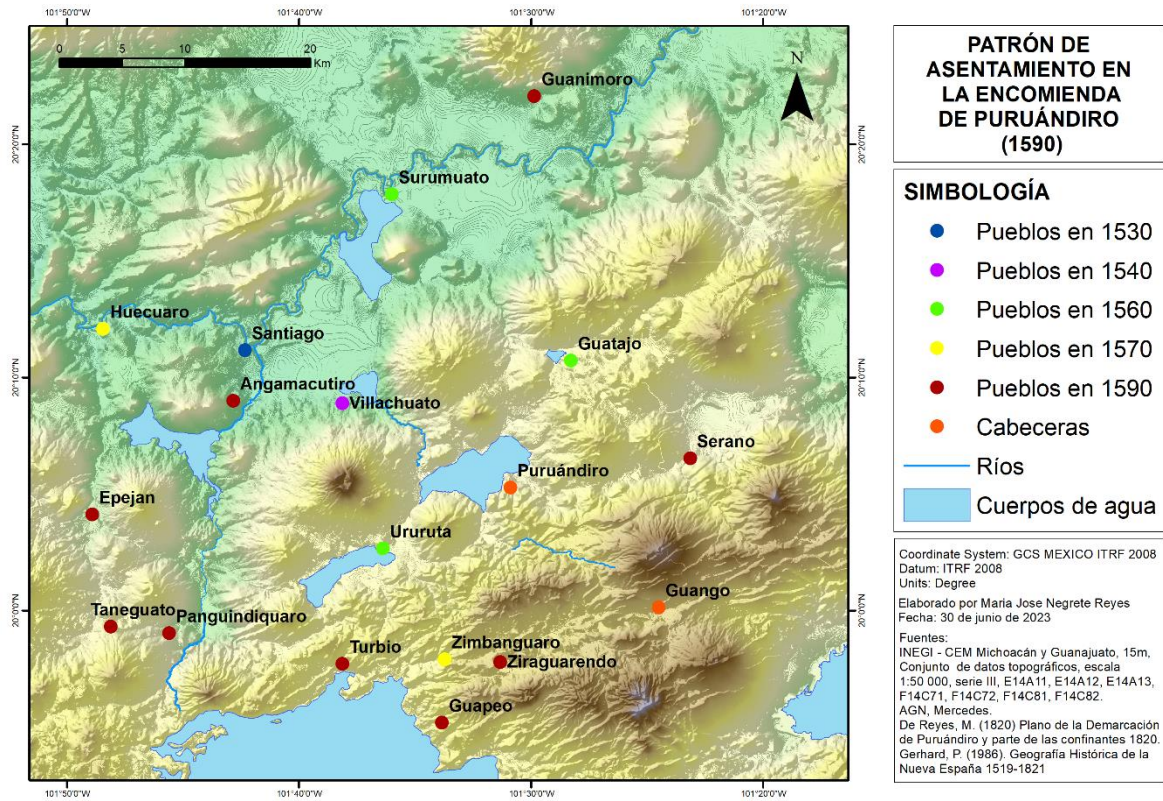 101°50'0"W 101°40'0"W 101°30'0"W 101°20'0"W
0 5 10 20
Km
N
Guanimoro
20°20'0"N 20°20'0"N
Surumuato
Huecuaro
Santiago
Guatajo
20°10'0"N 20°10'0"N
Angamacutiro
Villachuato
Serano
Puruándiro
Epejan
Ururuta
Guango
20°0'0"N 20°0'0"N
Taneguato
Panguindiquaro
Turbio
Zimbanguaro
Ziraguarendo
Guapeo
101°50'0"W 101°40'0"W 101°30'0"W 101°20'0"W
PATRÓN DE
ASENTAMIENTO EN
LA ENCOMIENDA
DE PURUÁNDIRO
(1590)
SIMBOLOGÍA
Pueblos en 1530
Pueblos en 1540
Pueblos en 1560
Pueblos en 1570
Pueblos en 1590
Cabeceras
Ríos
Cuerpos de agua
Coordinate System: GCS MEXICO ITRF 2008
Datum: ITRF 2008
Units: Degree
Elaborado por Maria Jose Negrete Reyes
Fecha: 30 de junio de 2023
Fuentes:
INEGI - CEM Michoacán y Guanajuato, 15m,
Conjunto de datos topográficos, escala
1:50 000, serie III, E14A11, E14A12, E14A13,
F14C71, F14C72, F14C81, F14C82.
AGN, Mercedes.
De Reyes, M. (1820) Plano de la Demarcación
de Puruándiro y parte de las confinantes 1820.
Gerhard, P. (1986). Geografía Histórica de la
Nueva España 1519-1821